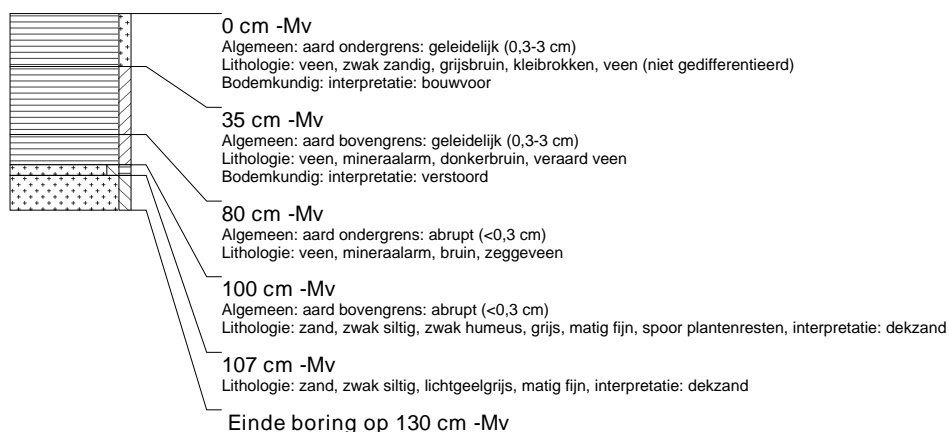 0 cm -Mv
Algemeen: aard ondergrens: geleidelijk (0,3-3 cm)
Lithologie: veen, zwak zandig, grijsbruin, kleibrokken, veen (niet gedifferentieerd)
Bodemkundig: interpretatie: bouwvoor
35 cm -Mv
Algemeen: aard bovengrens: geleidelijk (0,3-3 cm)
Lithologie: veen, mineraalarm, donkerbruin, veraard veen
Bodemkundig: interpretatie: verstoord
80 cm -Mv
Algemeen: aard ondergrens: abrupt (<0,3 cm)
Lithologie: veen, mineraalarm, bruin, zeggeveen
100 cm -Mv
Algemeen: aard bovengrens: abrupt (<0,3 cm)
Lithologie: zand, zwak siltig, zwak humeus, grijs, matig fijn, spoor plantenresten, interpretatie: dekzand
107 cm -Mv
Lithologie: zand, zwak siltig, lichtgeelgrijs, matig fijn, interpretatie: dekzand
Einde boring op 130 cm -Mv